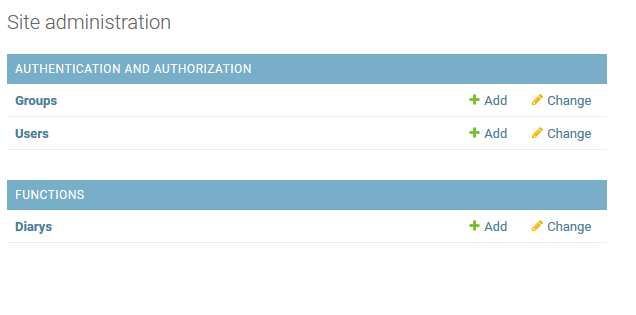 Site administration
AUTHENTICATION AND AUTHORIZATION
Groups Add Change
Users Add Change
FUNCTIONS
Diarys Add Change